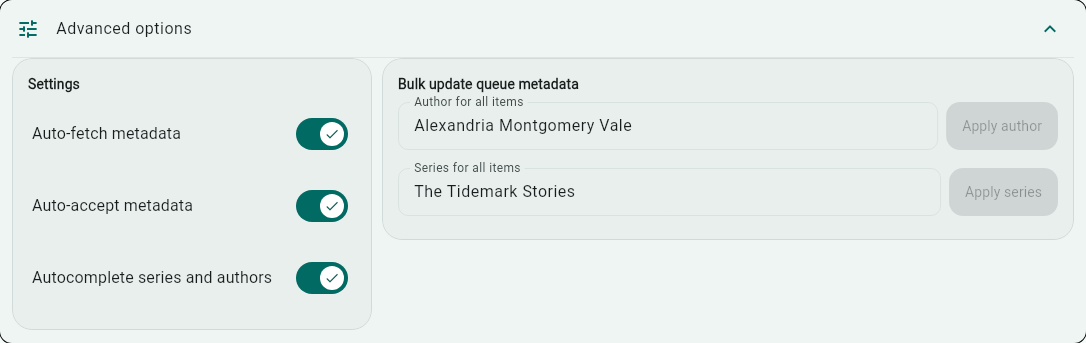 Advanced options
Settings
Auto-fetch metadata
Auto-accept metadata
Autocomplete series and authors
Bulk update queue metadata
Author for all items
Alexandria Montgomery Vale
Apply author
Series for all items
The Tidemark Stories
Apply series